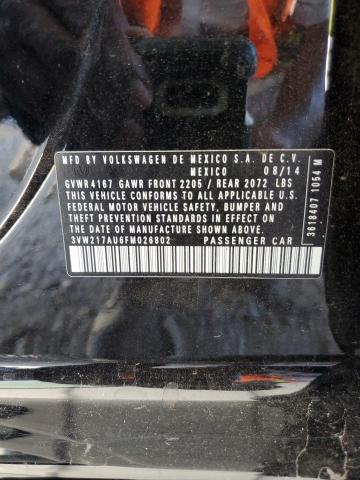 MFD BY VOLKSWAGEN DE MEXICO S.A. DE C.V.
MEXICO 08/14
GVWR4167 GAWR FRONT 2205 / REAR 2072 LBS
THIS VEHICLE CONFORMS TO ALL APPLICABLE
FEDERAL MOTOR VEHICLE SAFETY, BUMPER AND
THEFT PREVENTION STANDARDS IN EFFECT ON
THE DATE OF MANUFACTURE SHOWN ABOVE.
3VW217AU6FM026802 PASSENGER CAR
3618407 1054 M